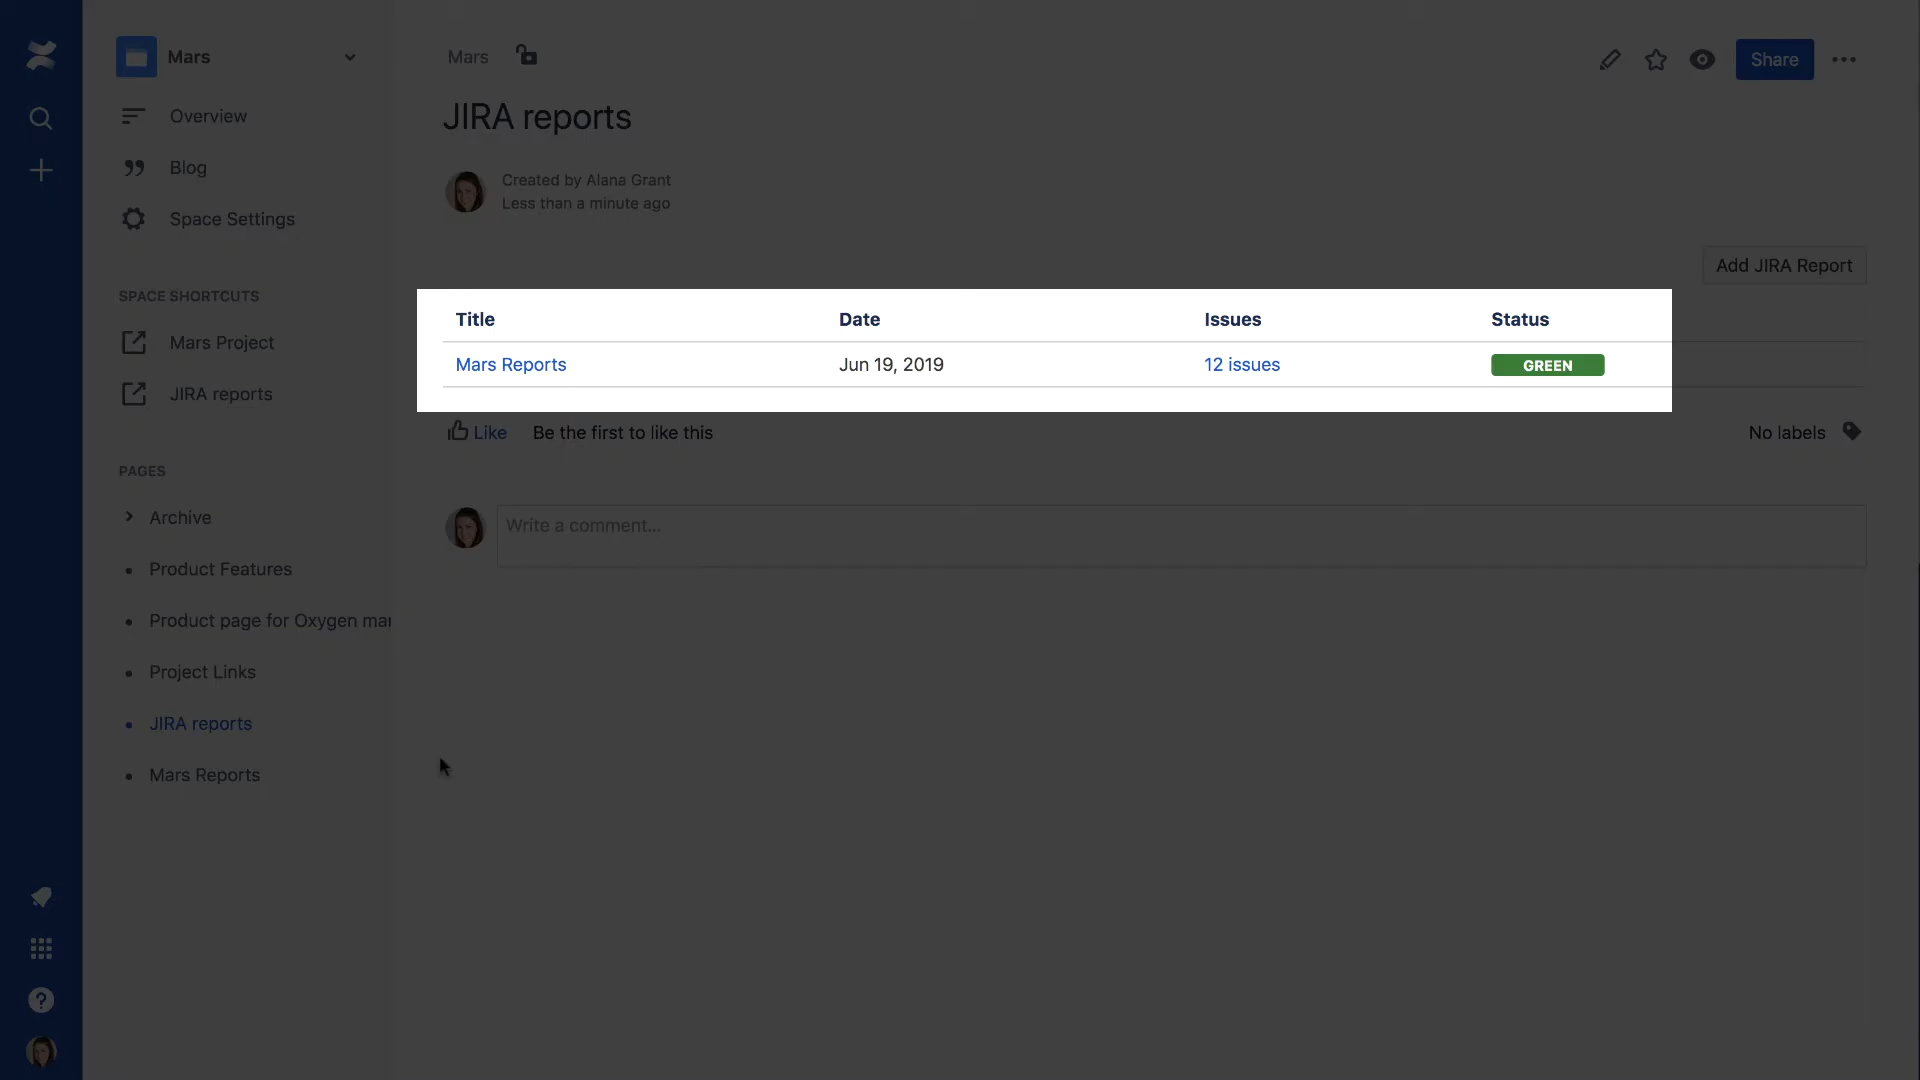 Mars
Overview
Blog
Space Settings
SPACE SHORTCUTS
Mars Project
JIRA reports
PAGES
Archive
Product Features
Product page for Oxygen mar
Project Links
JIRA reports
Mars Reports
Mars
Share
JIRA reports
Created by Alana Grant
Less than a minute ago
Add JIRA Report
Title Date Issues Status
Mars Reports Jun 19, 2019 12 issues GREEN
Like Be the first to like this No labels
Write a comment...